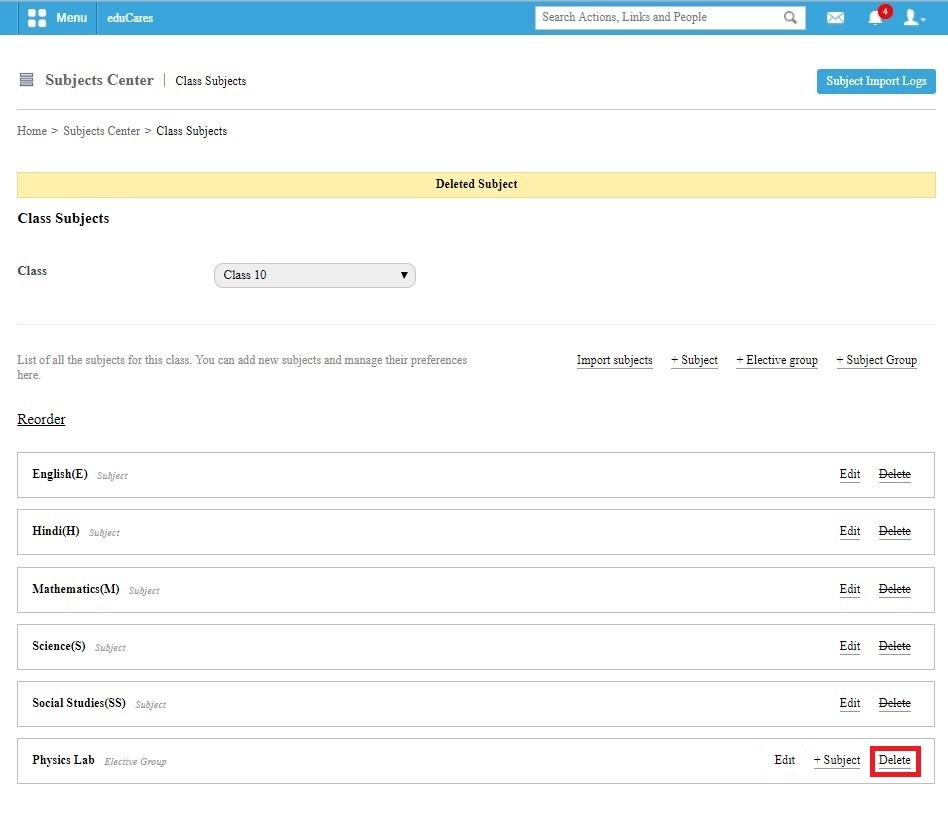 Menu eduCares Search Actions, Links and People 4
Subjects Center Class Subjects Subject Import Logs
Home > Subjects Center > Class Subjects
Deleted Subject
Class Subjects
Class Class 10
List of all the subjects for this class. You can add new subjects and manage their preferences
here.
Import subjects + Subject + Elective group + Subject Group
Reorder
English(E) Subject Edit Delete
Hindi(H) Subject Edit Delete
Mathematics(M) Subject Edit Delete
Science(S) Subject Edit Delete
Social Studies(SS) Subject Edit Delete
Physics Lab Elective Group Edit + Subject Delete